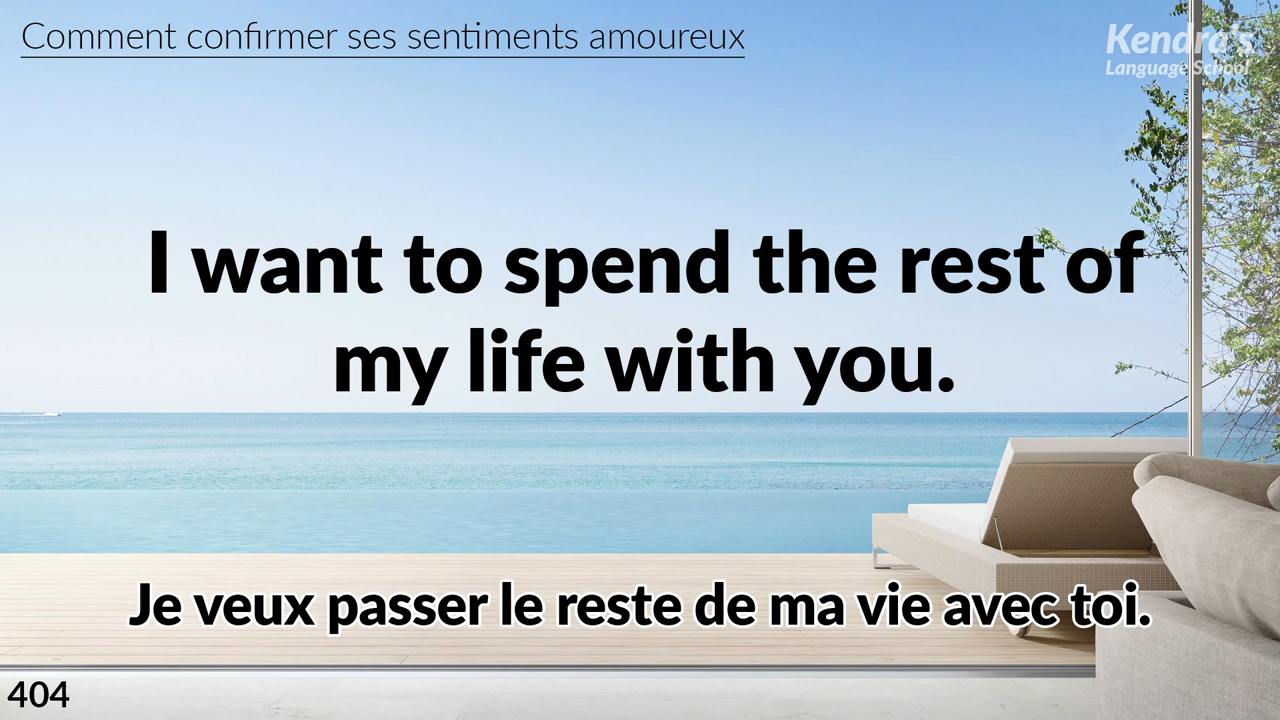 Comment confirmer ses sentiments amoureux
Kendra's
Language School
I want to spend the rest of
my life with you.
Je veux passer le reste de ma vie avec toi.
404